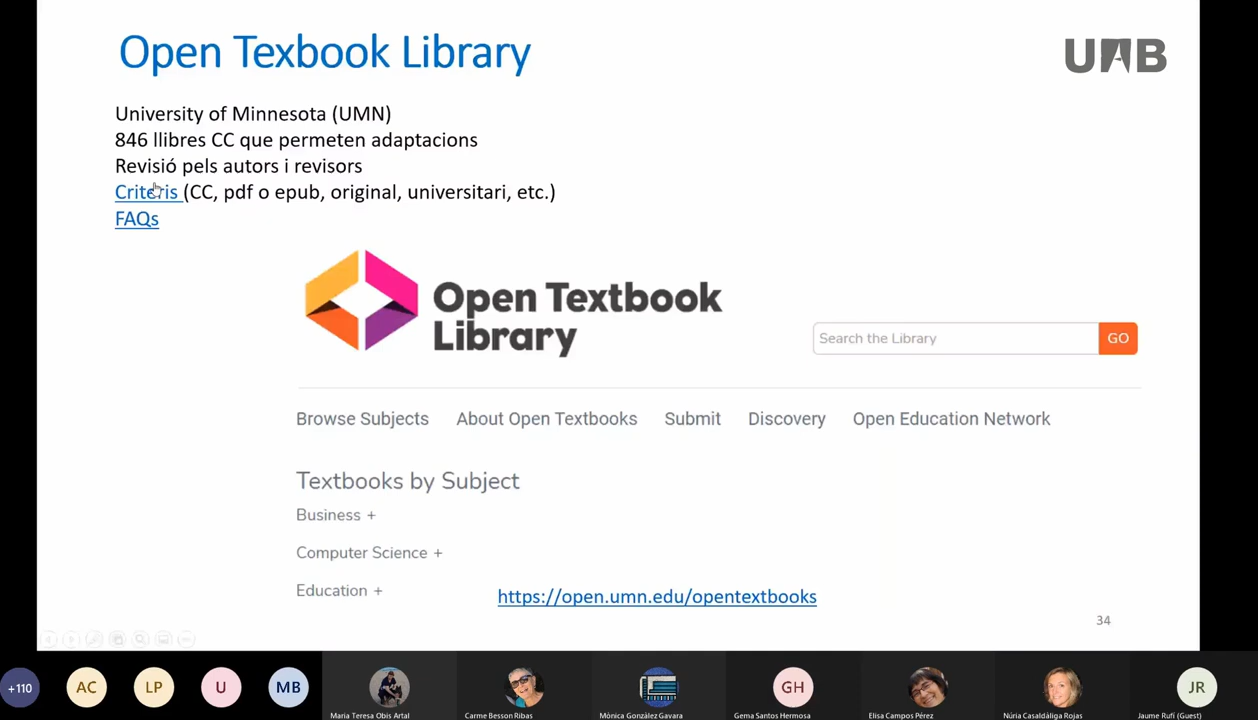 Open Texbook Library
UAB
University of Minnesota (UMN)
846 llibres CC que permeten adaptacions
Revisió pels autors i revisors
Criteris (CC, pdf o epub, original, universitari, etc.)
FAQs
Open Textbook
Library
Search the Library GO
Browse Subjects About Open Textbooks Submit Discovery Open Education Network
Textbooks by Subject
Business +
Computer Science +
Education +
https://open.umn.edu/opentextbooks
34
+110 AC LP U MB GH JR
Maria Teresa Obis Artal Carme Besson Ribas Mònica González Gavara Gema Santos Hermosa Elisa Campos Pérez Núria Casaldàliga Rojas Jaume Rufí (Guest)